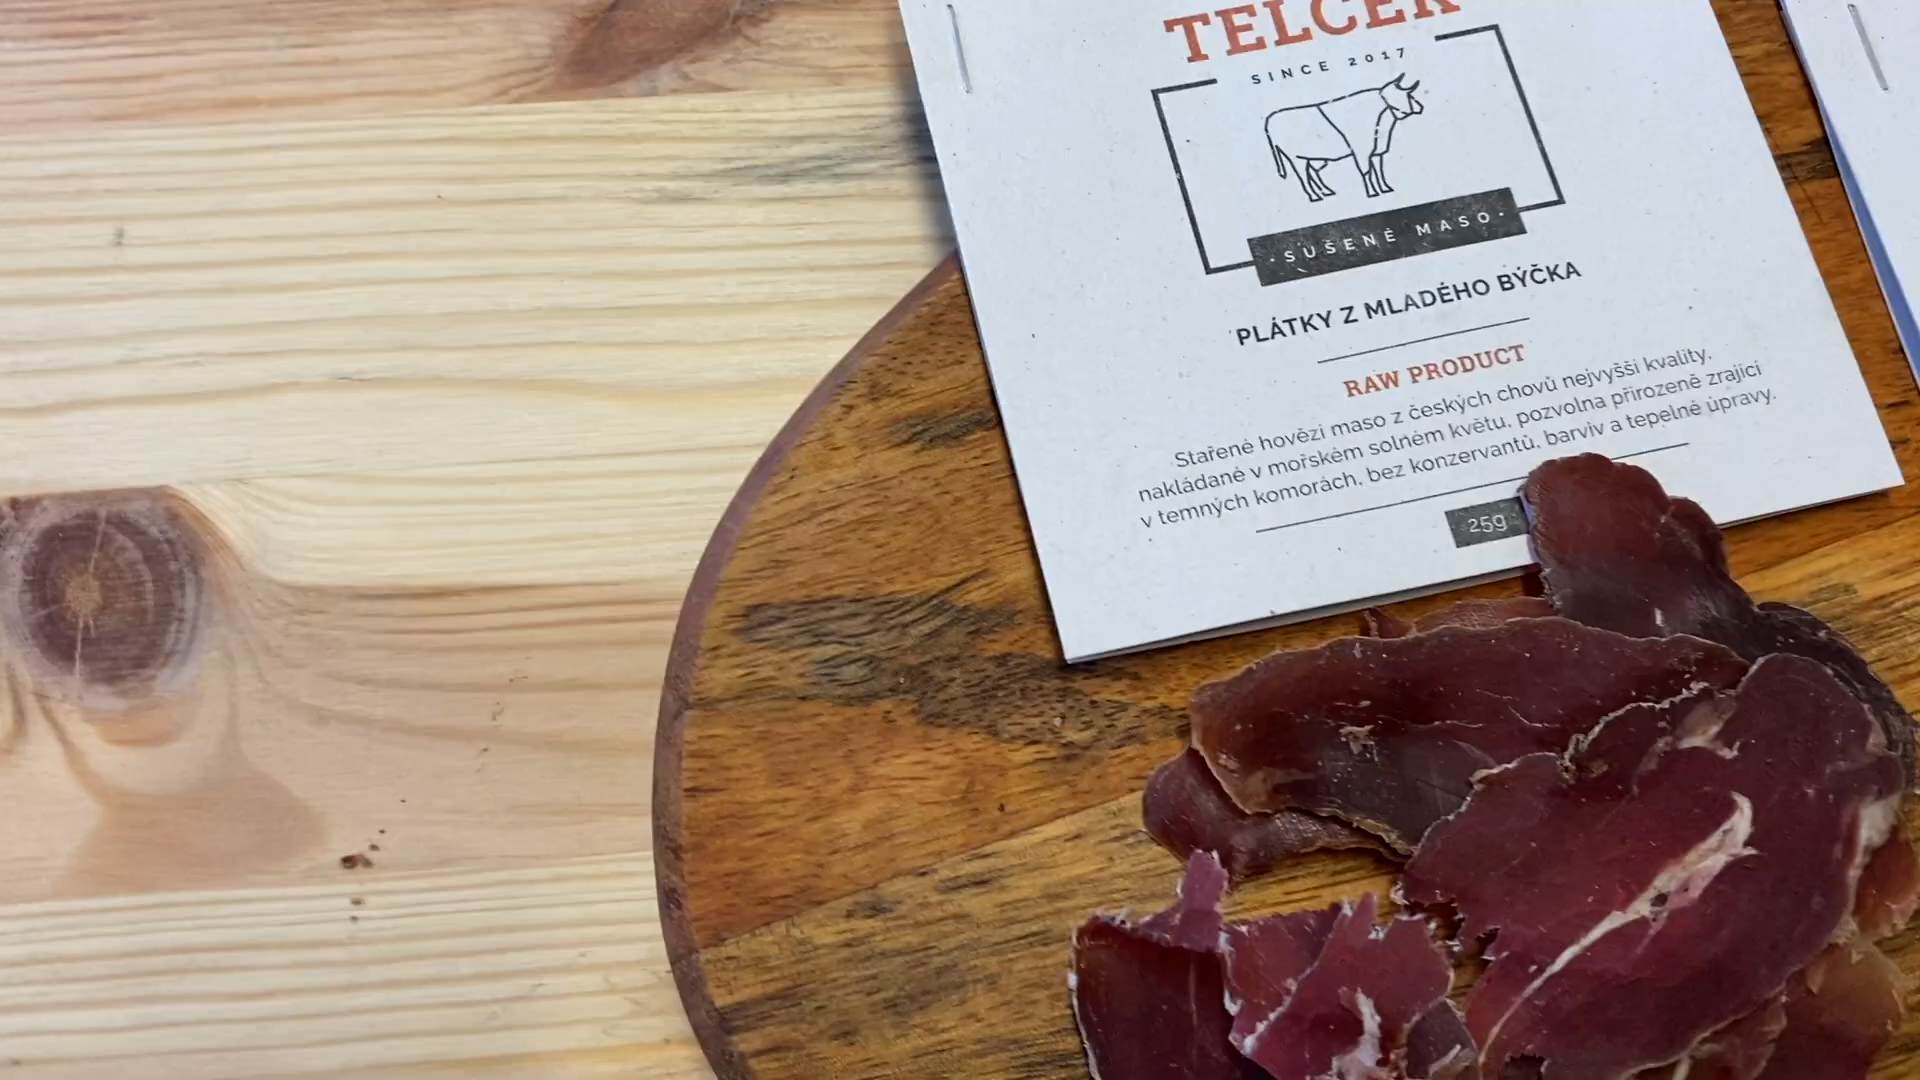 TELČEK
SINCE 2017
· SUŠENÉ MASO ·
PLÁTKY Z MLADÉHO BÝČKA
RAW PRODUCT
Stařené hovězí maso z českých chovů nejvyšší kvality,
nakládané v mořském solném květu, pozvolna přirozeně zrající
v temných komorách, bez konzervantů, barviv a tepelné úpravy.
25g